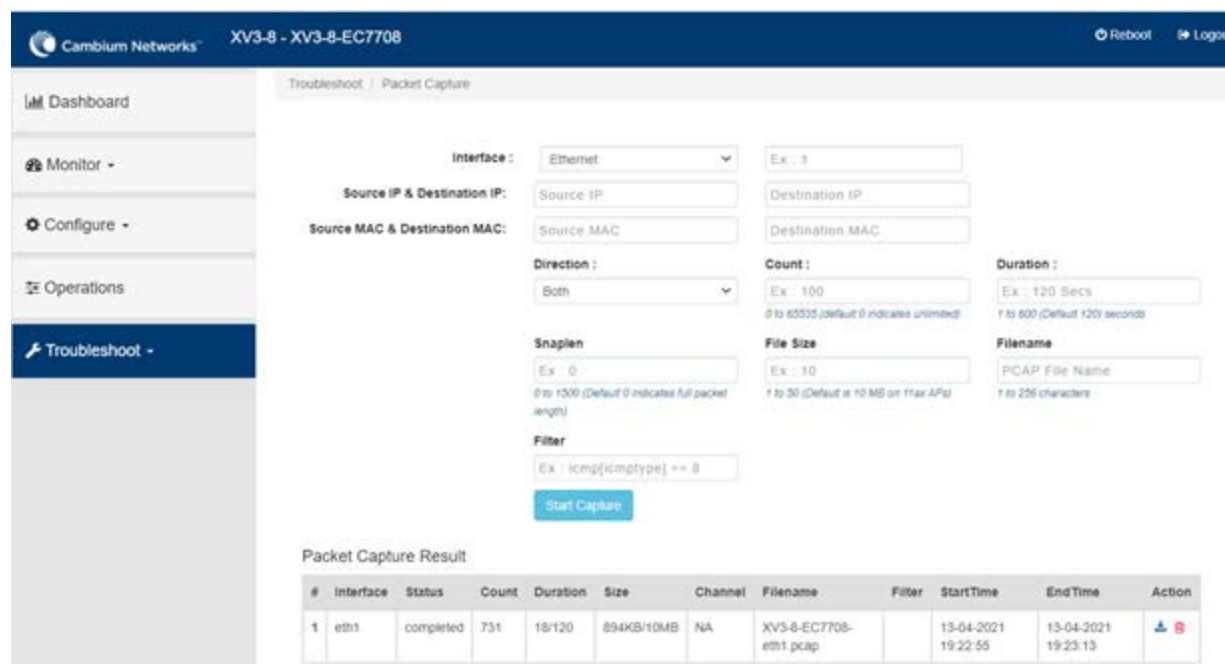 Cambium Networks™
XV3-8 - XV3-8-EC7708
Reboot
Logou
Dashboard
Monitor
Configure
Operations
Troubleshoot
Troubleshoot / Packet Capture
Interface :
Ethernet
Ex : 1
Source IP & Destination IP:
Source IP
Destination IP
Source MAC & Destination MAC:
Source MAC
Destination MAC
Direction :
Count :
Duration :
Both
Ex : 100
Ex : 120 Secs
0 to 65535 (default 0 indicates unlimited)
1 to 600 (Default 120) seconds
Snaplen
File Size
Filename
Ex : 0
Ex : 10
PCAP File Name
0 to 1500 (Default 0 indicates full packet
length)
1 to 50 (Default is 10 MB on 11ax APs)
1 to 256 characters
Filter
Ex : icmp[icmptype] == 8
Start Capture
Packet Capture Result
# Interface Status Count Duration Size Channel Filename Filter StartTime EndTime Action
1 eth1 completed 731 18/120 894KB/10MB NA XV3-8-EC7708- 13-04-2021 13-04-2021
eth1.pcap 19:22:55 19:23:13